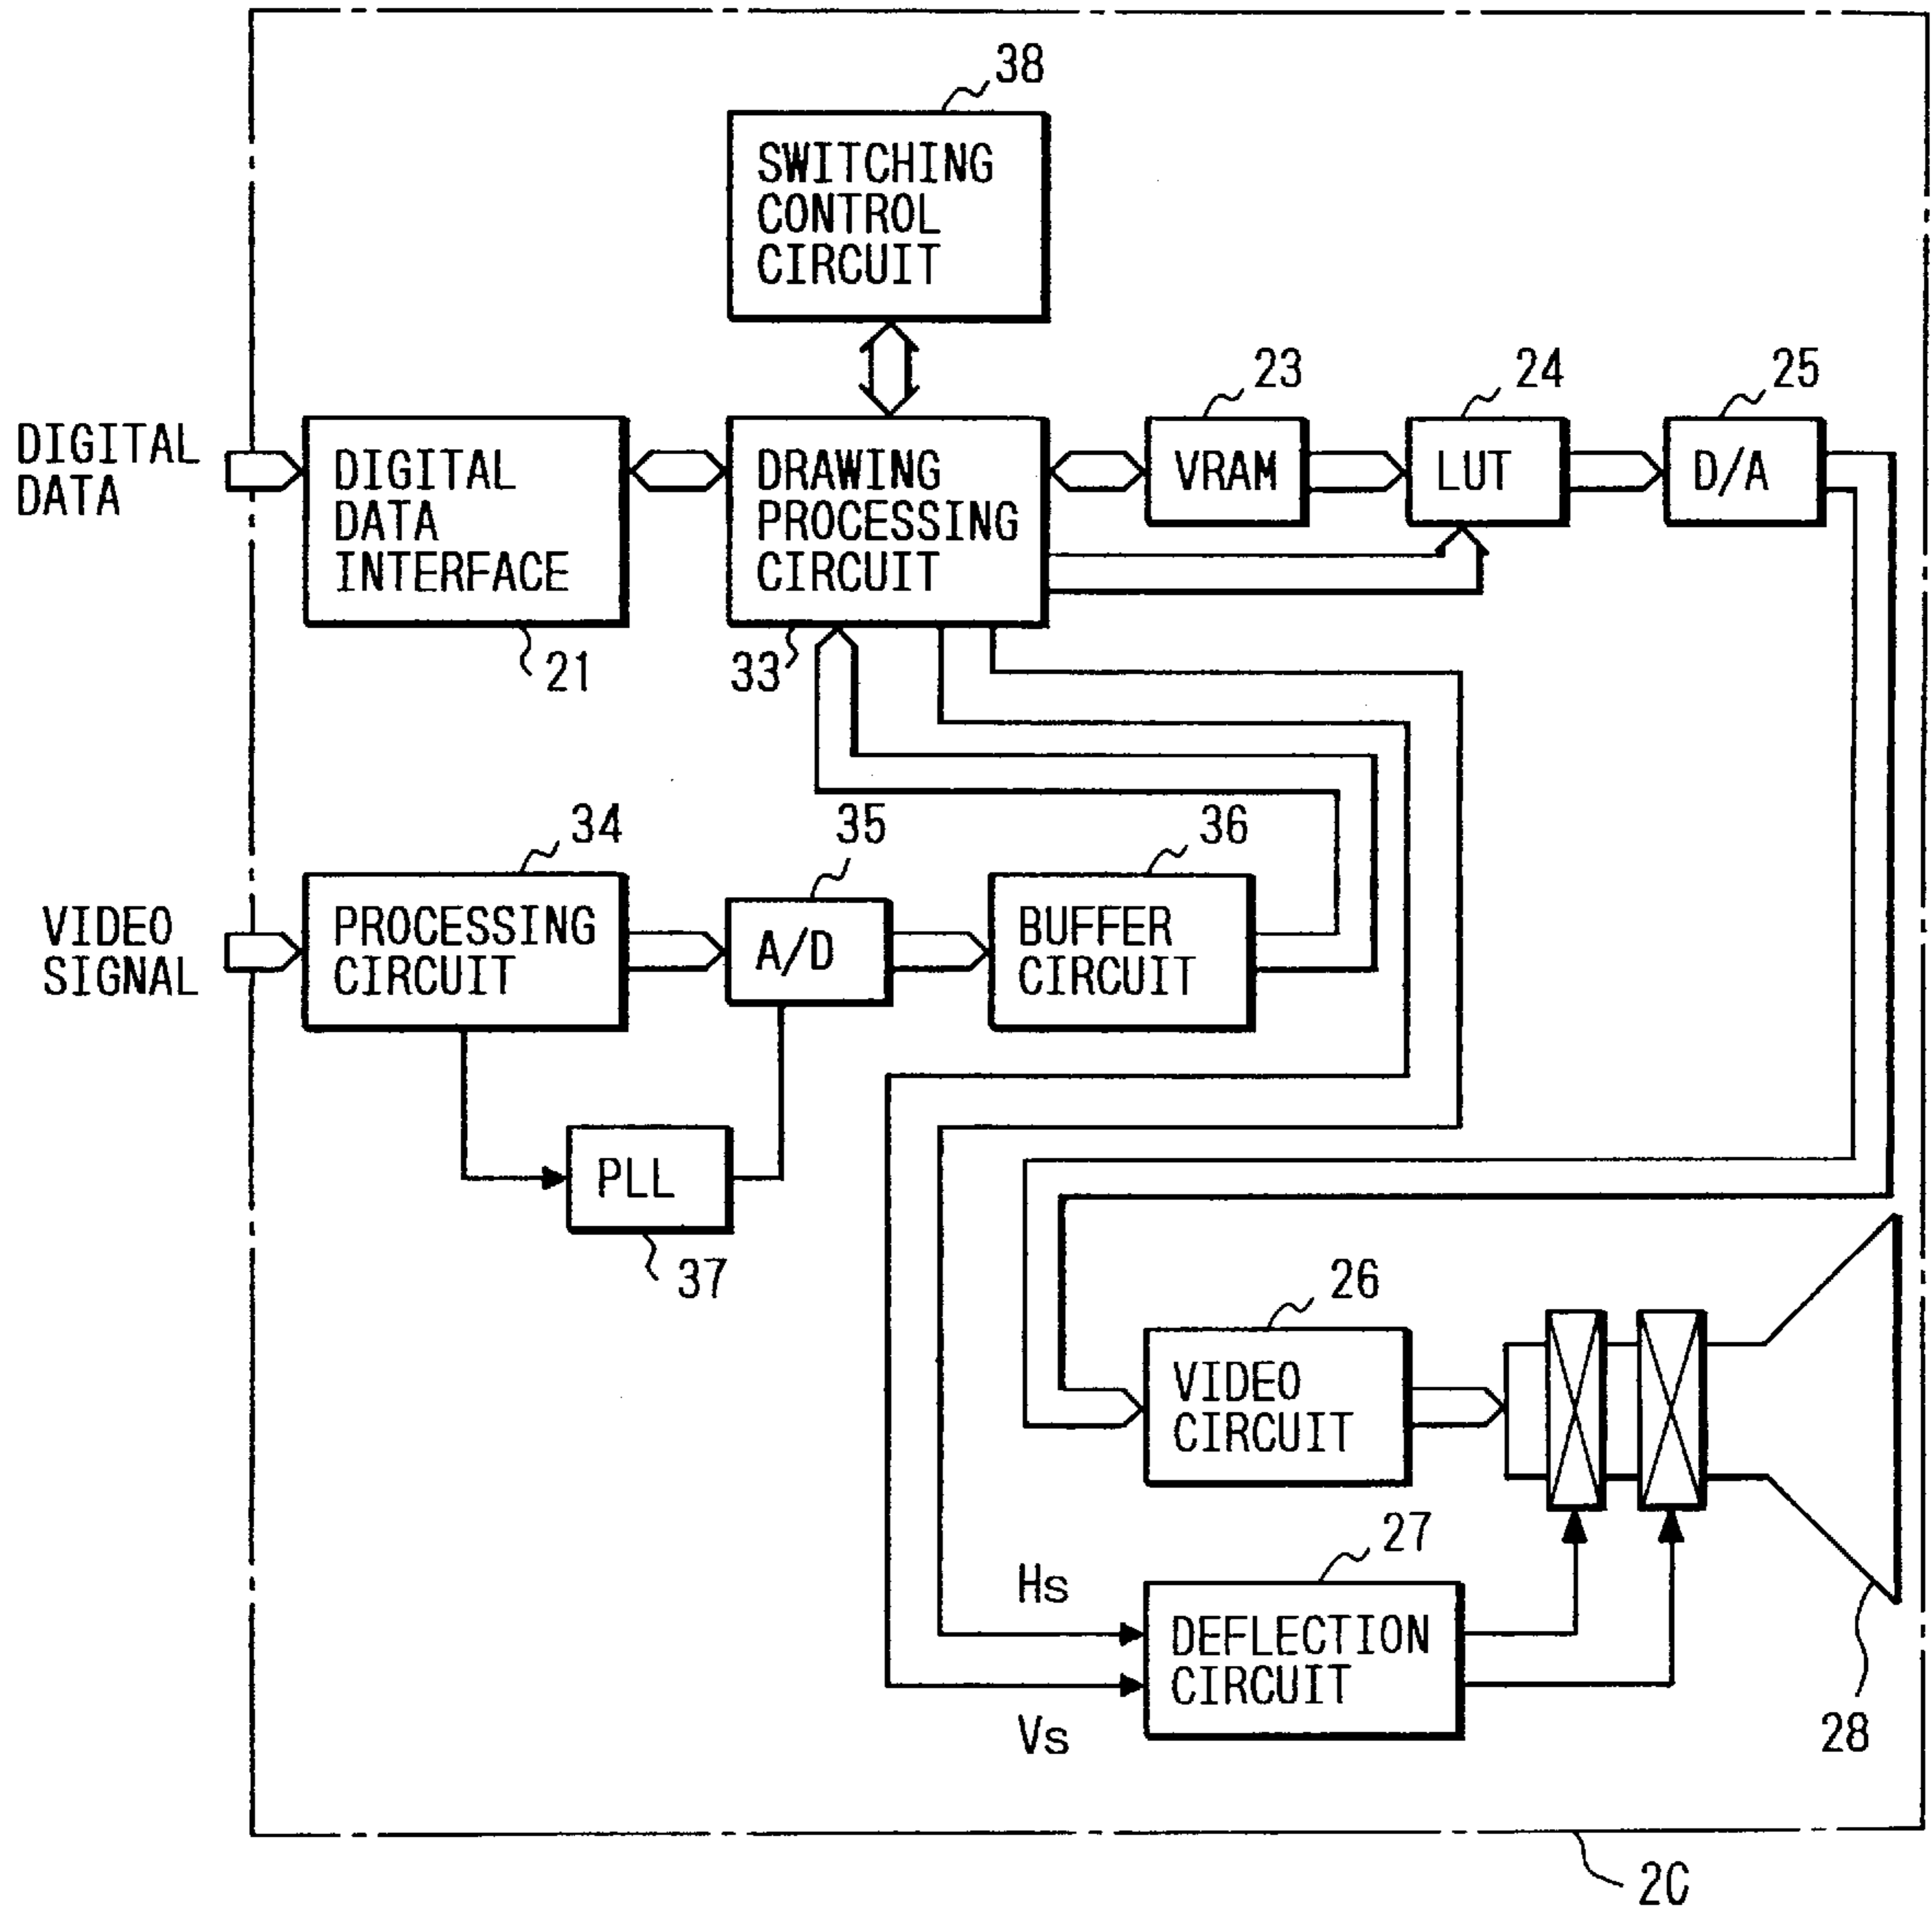 38
SWITCHING
CONTROL
CIRCUIT
23
24
25
DIGITAL
DATA
DIGITAL
DATA
INTERFACE
DRAWING
PROCESSING
CIRCUIT
VRAM
LUT
D/A
21
33
34
35
36
VIDEO
SIGNAL
PROCESSING
CIRCUIT
A/D
BUFFER
CIRCUIT
PLL
37
26
VIDEO
CIRCUIT
27
Hs
DEFLECTION
CIRCUIT
Vs
28
2C